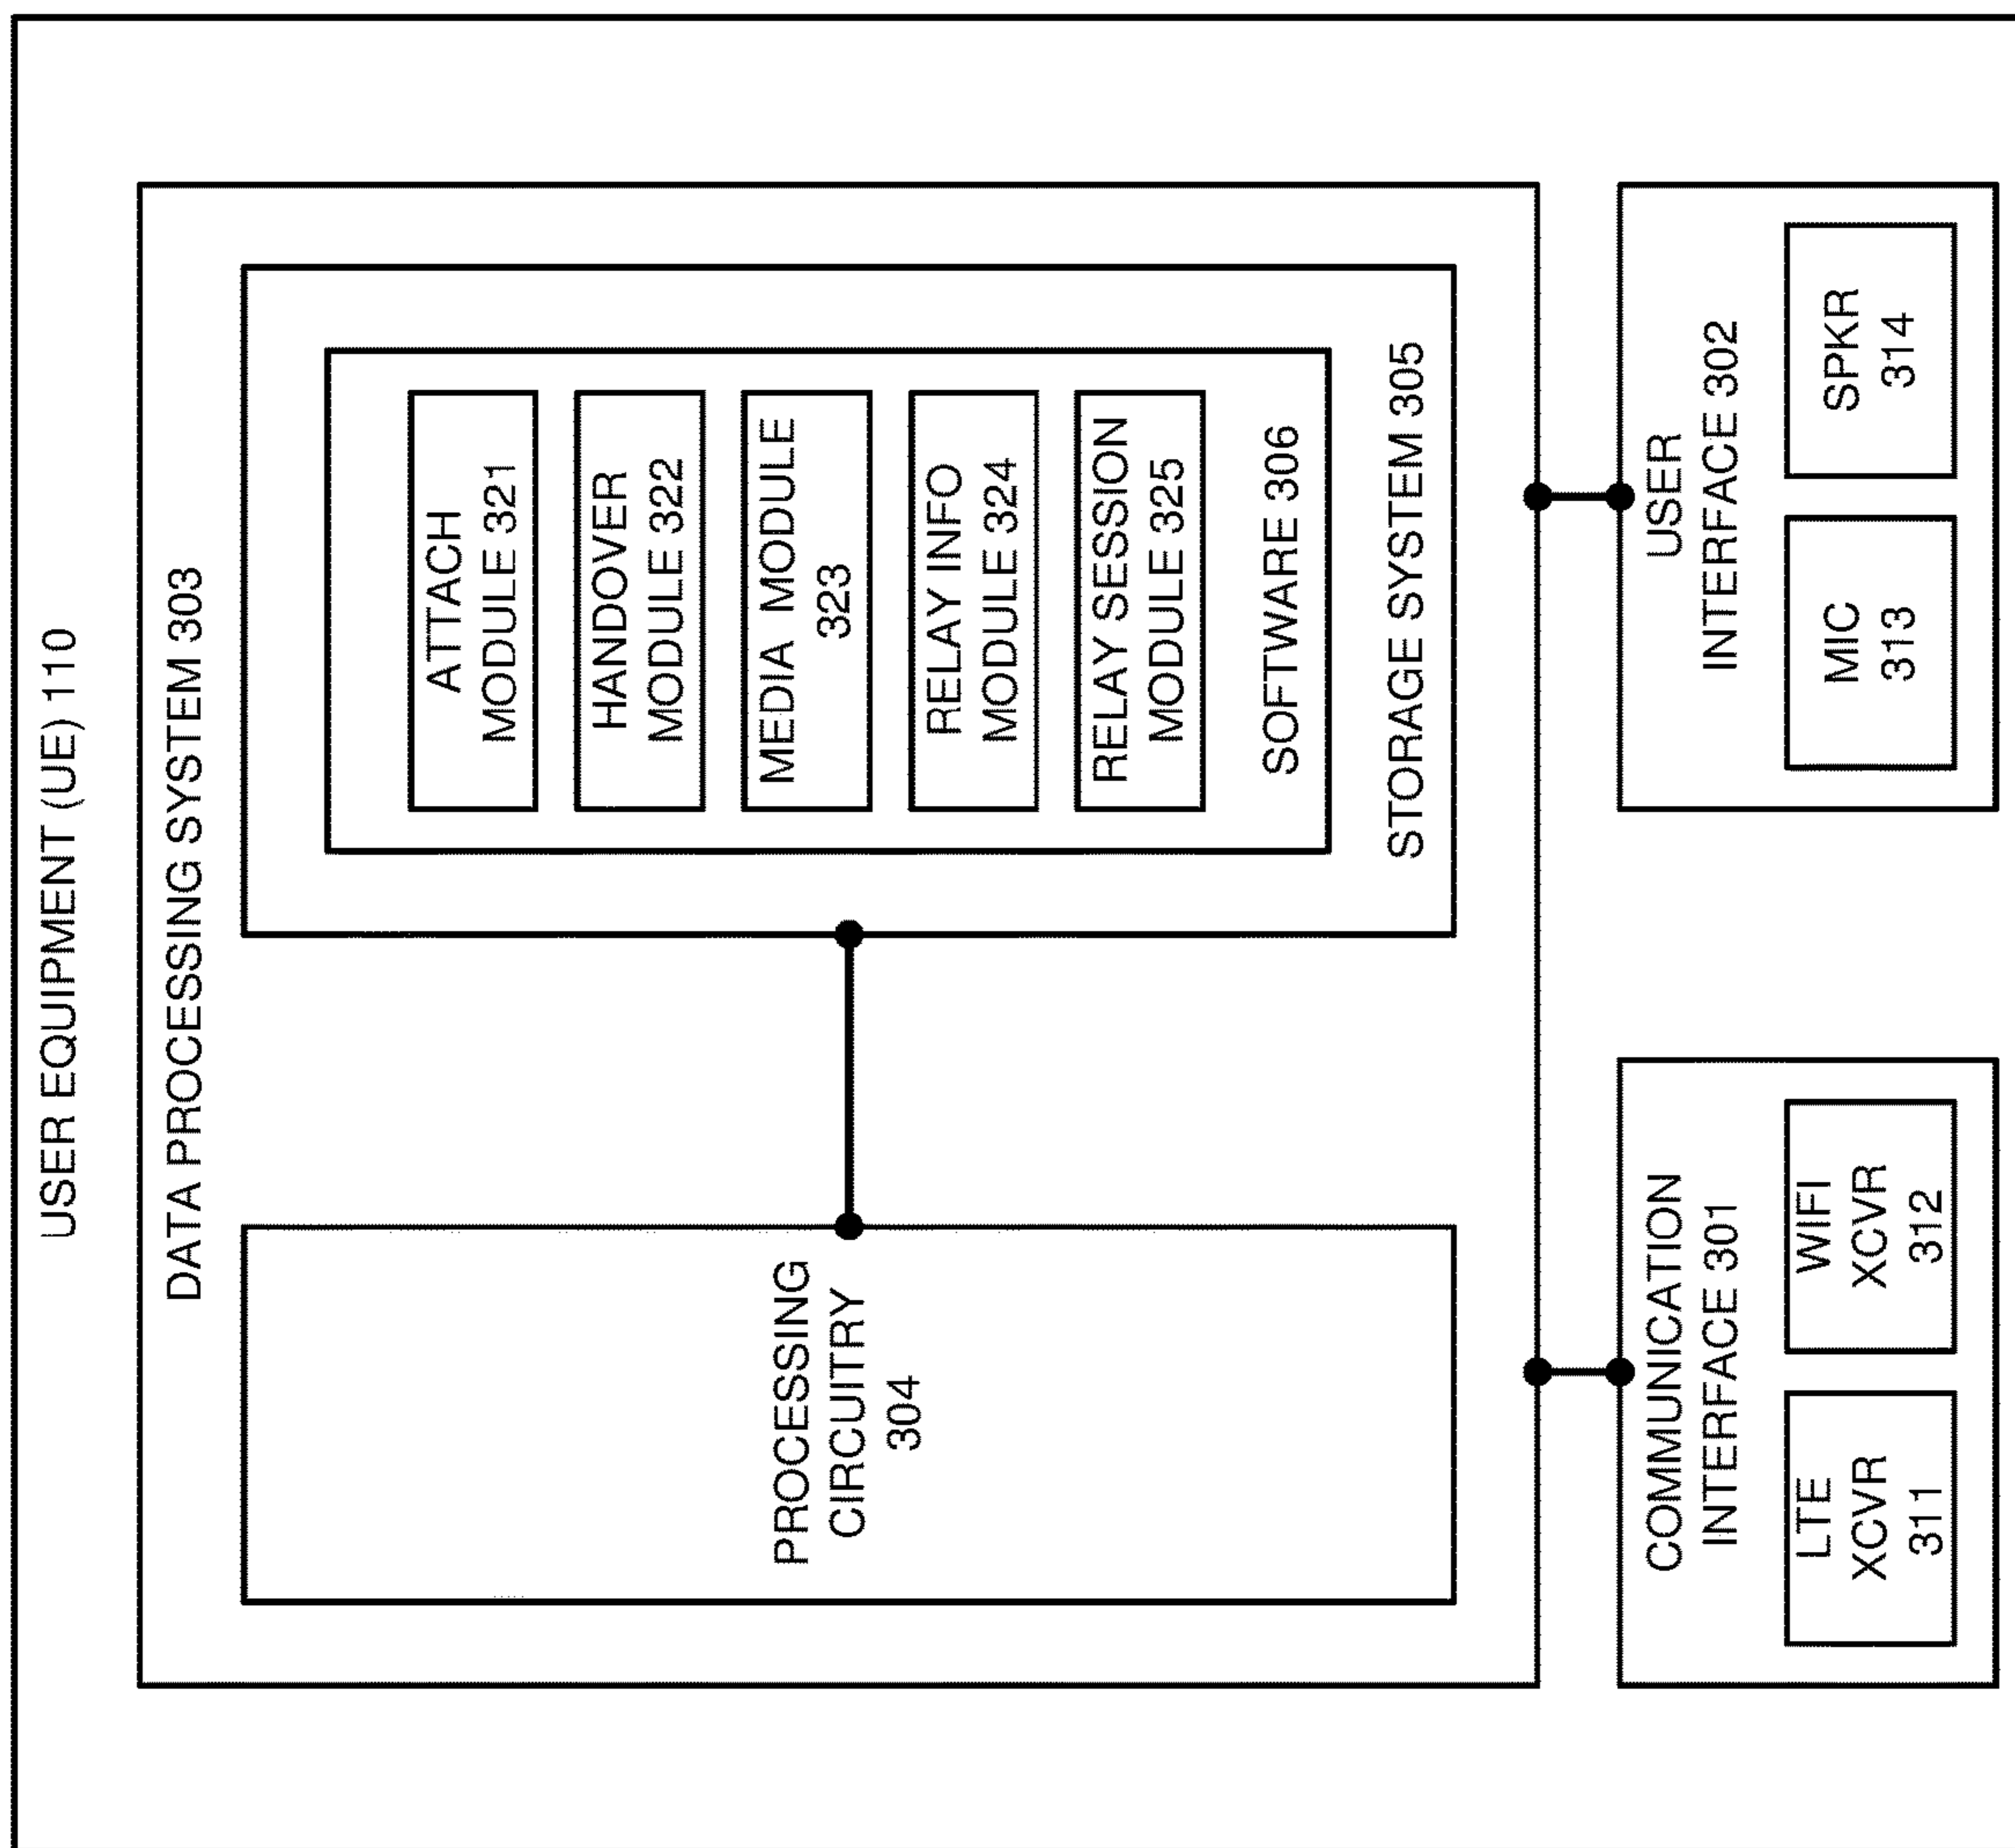 USER EQUIPMENT (UE) 110
DATA PROCESSING SYSTEM 303
PROCESSING
CIRCUITRY
304
ATTACH
MODULE 321
HANDOVER
MODULE 322
MEDIA MODULE
323
RELAY INFO
MODULE 324
RELAY SESSION
MODULE 325
SOFTWARE 306
STORAGE SYSTEM 305
COMMUNICATION
INTERFACE 301
LTE
XCVR
311
WIFI
XCVR
312
USER
INTERFACE 302
MIC
313
SPKR
314